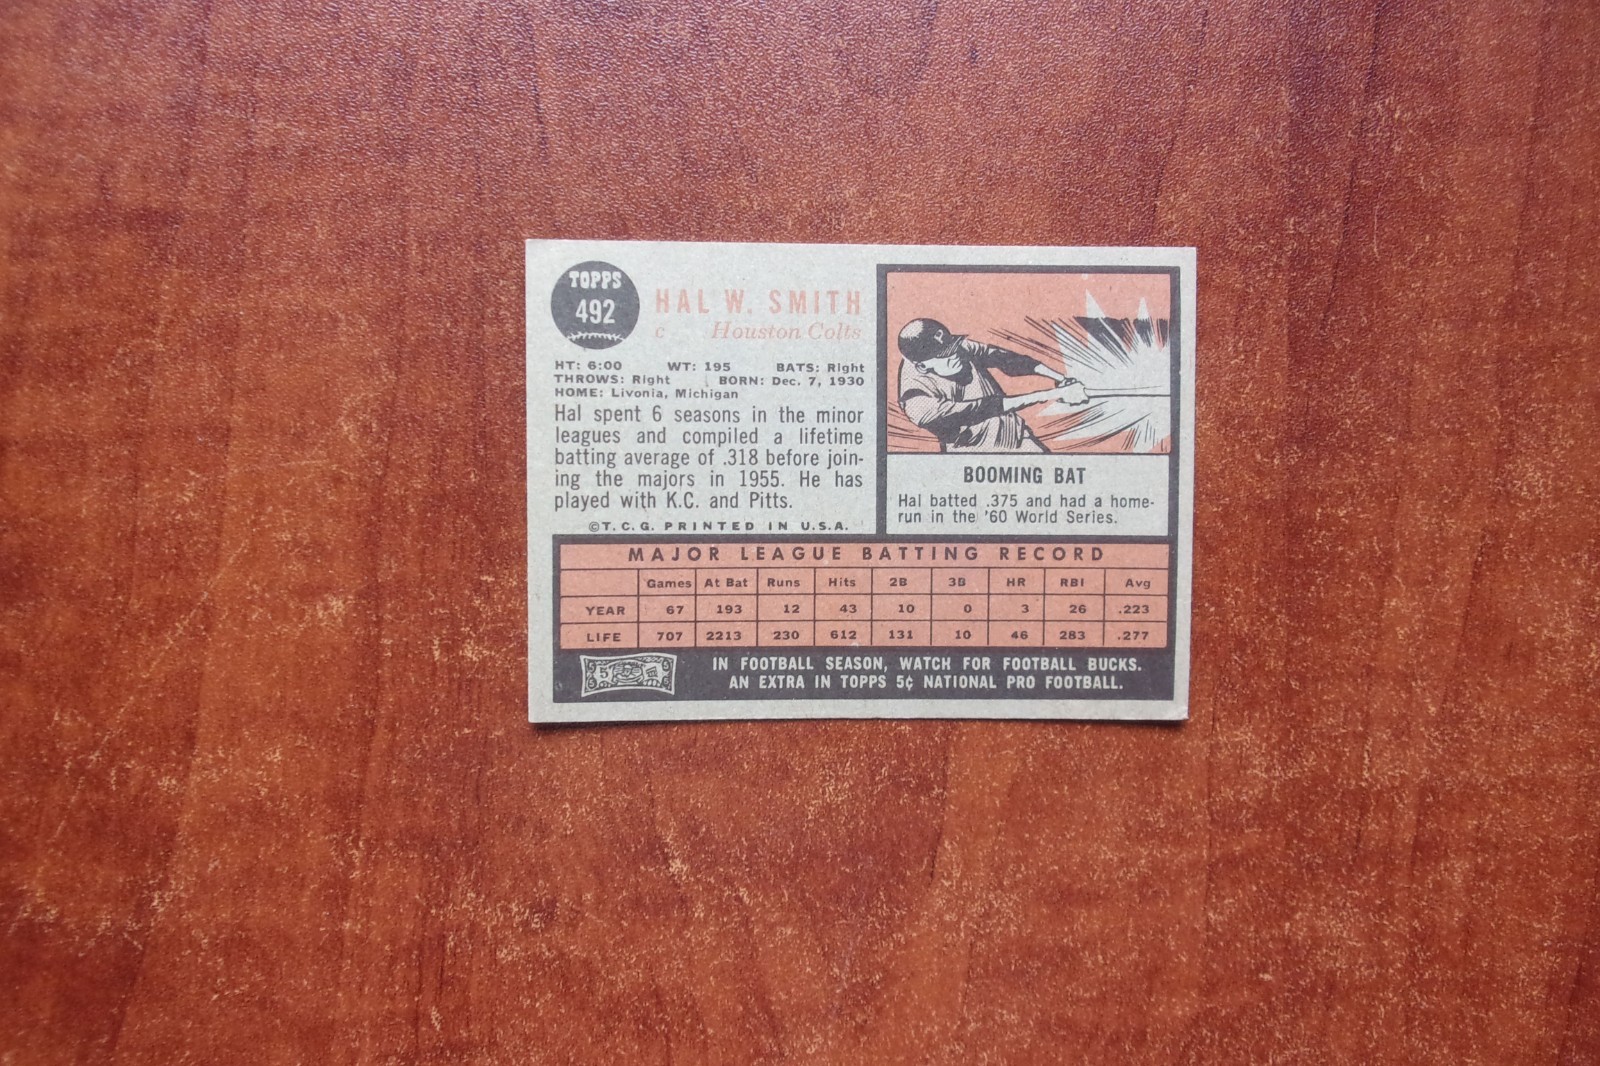 TOPPS
492
HAL W. SMITH
C Houston Colts
HT: 6:00 WT: 195 BATS: Right
THROWS: Right BORN: Dec. 7, 1930
HOME: Livonia, Michigan
Hal spent 6 seasons in the minor
leagues and compiled a lifetime
batting average of .318 before join-
ing the majors in 1955. He has
played with K.C. and Pitts.
©T.C.G. PRINTED IN U.S.A.
P
BOOMING BAT
Hal batted .375 and had a home-
run in the '60 World Series.
MAJOR LEAGUE BATTING RECORD
Games At Bat Runs Hits 2B 3B HR RBI Avg
YEAR 67 193 12 43 10 0 3 26 .223
LIFE 707 2213 230 612 131 10 46 283 .277
5
IN FOOTBALL SEASON, WATCH FOR FOOTBALL BUCKS.
AN EXTRA IN TOPPS 5¢ NATIONAL PRO FOOTBALL.